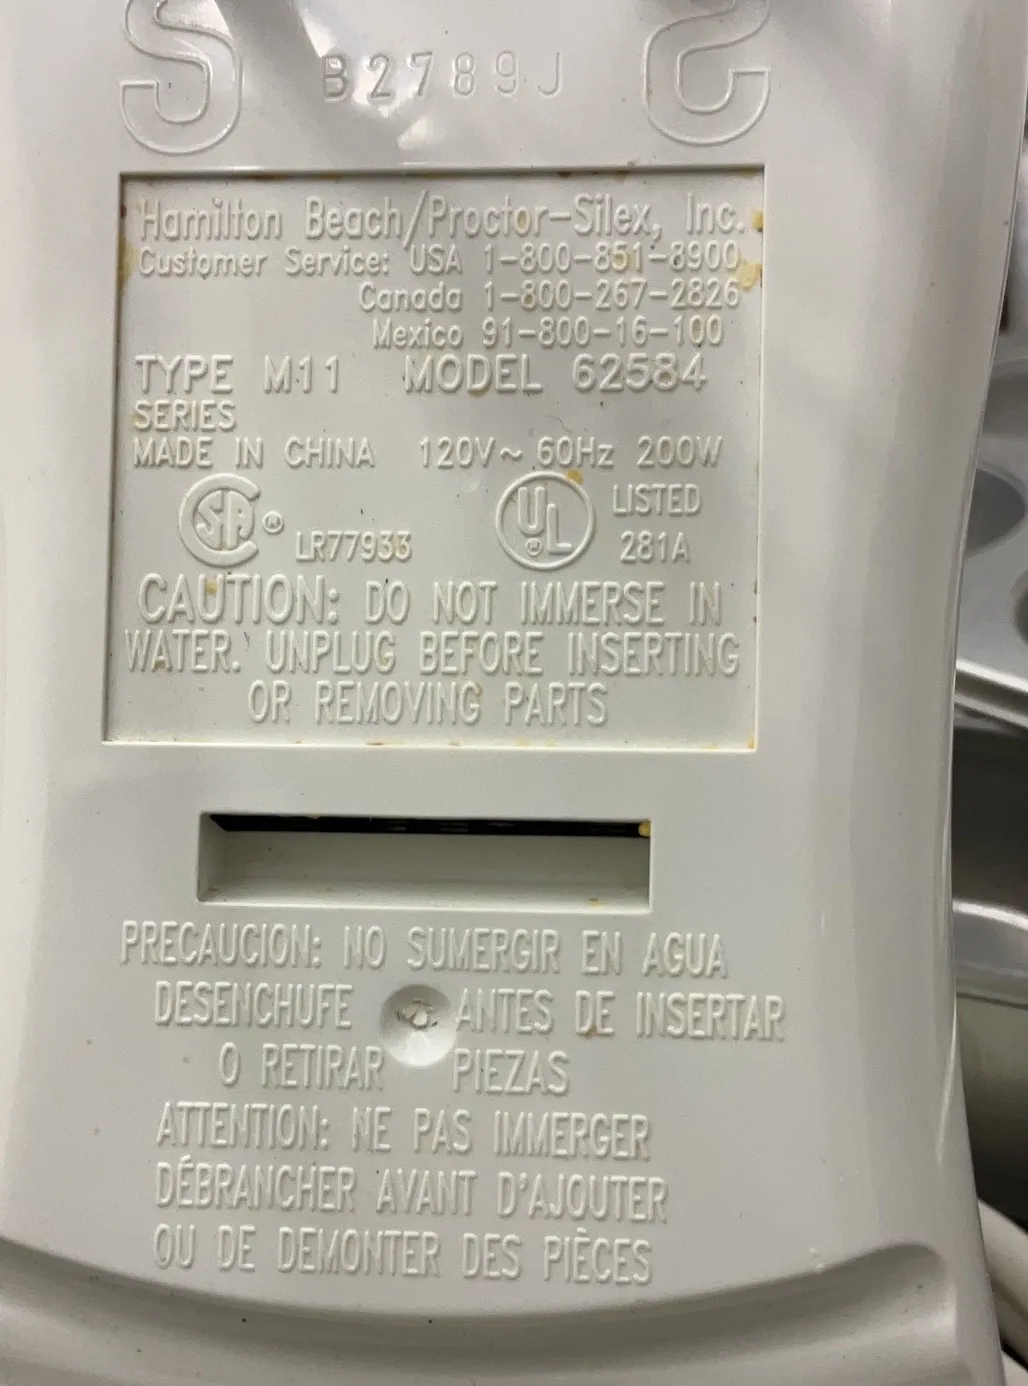 B2789J
Hamilton Beach/Proctor-Silex, Inc.
Customer Service: USA 1-800-851-8900
Canada 1-800-267-2826
Mexico 91-800-16-100
TYPE M11 MODEL 62584
SERIES
MADE IN CHINA 120V~ 60Hz 200W
SA ® LR77933 UL ® LISTED 281A
CAUTION: DO NOT IMMERSE IN
WATER. UNPLUG BEFORE INSERTING
OR REMOVING PARTS
PRECAUCION: NO SUMERGIR EN AGUA
DESENCHUFE ANTES DE INSERTAR
O RETIRAR PIEZAS
ATTENTION: NE PAS IMMERGER
DÉBRANCHER AVANT D'AJOUTER
OU DE DEMONTER DES PIÈCES